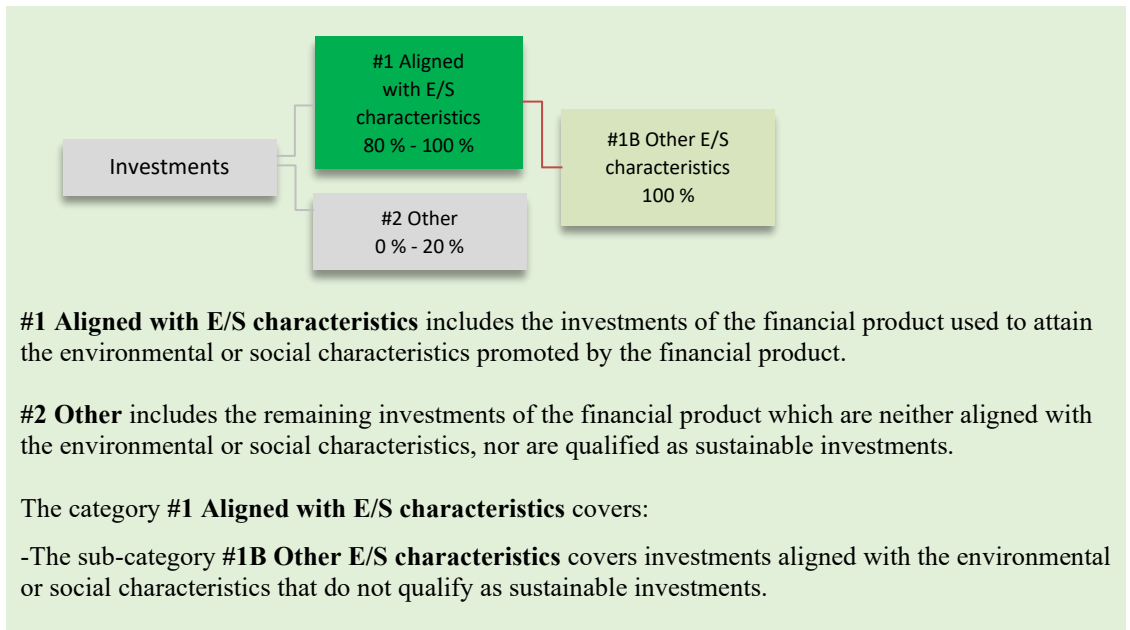 #1 Aligned
with E/S
characteristics
80 % - 100 %
#1B Other E/S
characteristics
100 %
Investments
#2 Other
0 % - 20 %
#1 Aligned with E/S characteristics includes the investments of the financial product used to attain
the environmental or social characteristics promoted by the financial product.
#2 Other includes the remaining investments of the financial product which are neither aligned with
the environmental or social characteristics, nor are qualified as sustainable investments.
The category #1 Aligned with E/S characteristics covers:
-The sub-category #1B Other E/S characteristics covers investments aligned with the environmental
or social characteristics that do not qualify as sustainable investments.